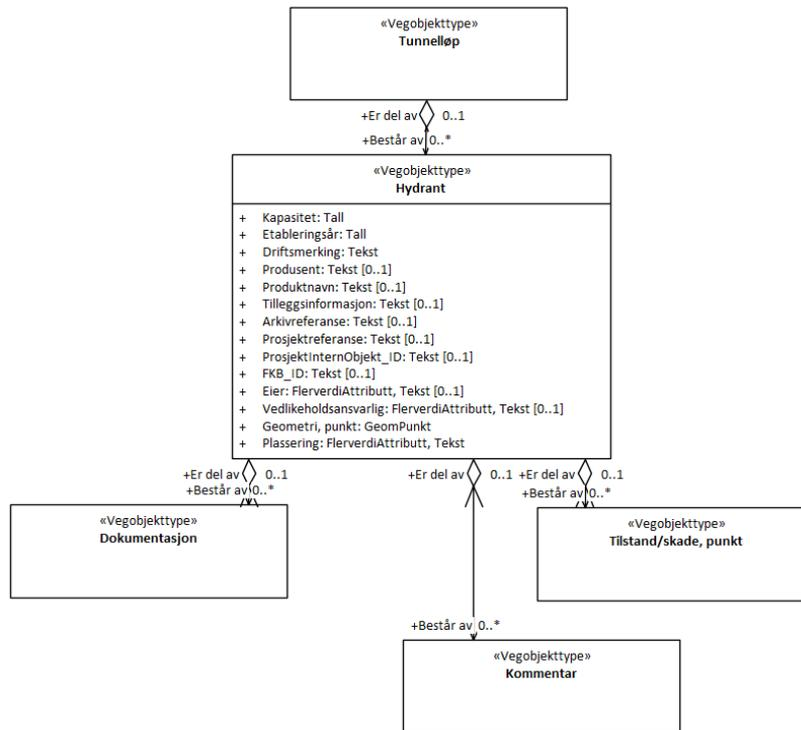 «Vegobjekttype»
Tunnelløp
+Er del av 0..1
+Består av 0..*
«Vegobjekttype»
Hydrant
+ Kapasitet: Tall
+ Etableringsår: Tall
+ Driftsmerking: Tekst
+ Produsent: Tekst [0..1]
+ Produktnavn: Tekst [0..1]
+ Tilleggsinformasjon: Tekst [0..1]
+ Arkivreferanse: Tekst [0..1]
+ Prosjektreferanse: Tekst [0..1]
+ ProsjektInternObjekt_ID: Tekst [0..1]
+ FKB_ID: Tekst [0..1]
+ Eier: FlerverdiAttributt, Tekst [0..1]
+ Vedlikeholdsansvarlig: FlerverdiAttributt, Tekst [0..1]
+ Geometri, punkt: GeomPunkt
+ Plassering: FlerverdiAttributt, Tekst
+Er del av 0..1 +Er del av 0..1 +Er del av 0..1
+Består av 0..* +Består av 0..*
«Vegobjekttype»
Dokumentasjon
«Vegobjekttype»
Tilstand/skade, punkt
+Består av 0..*
«Vegobjekttype»
Kommentar